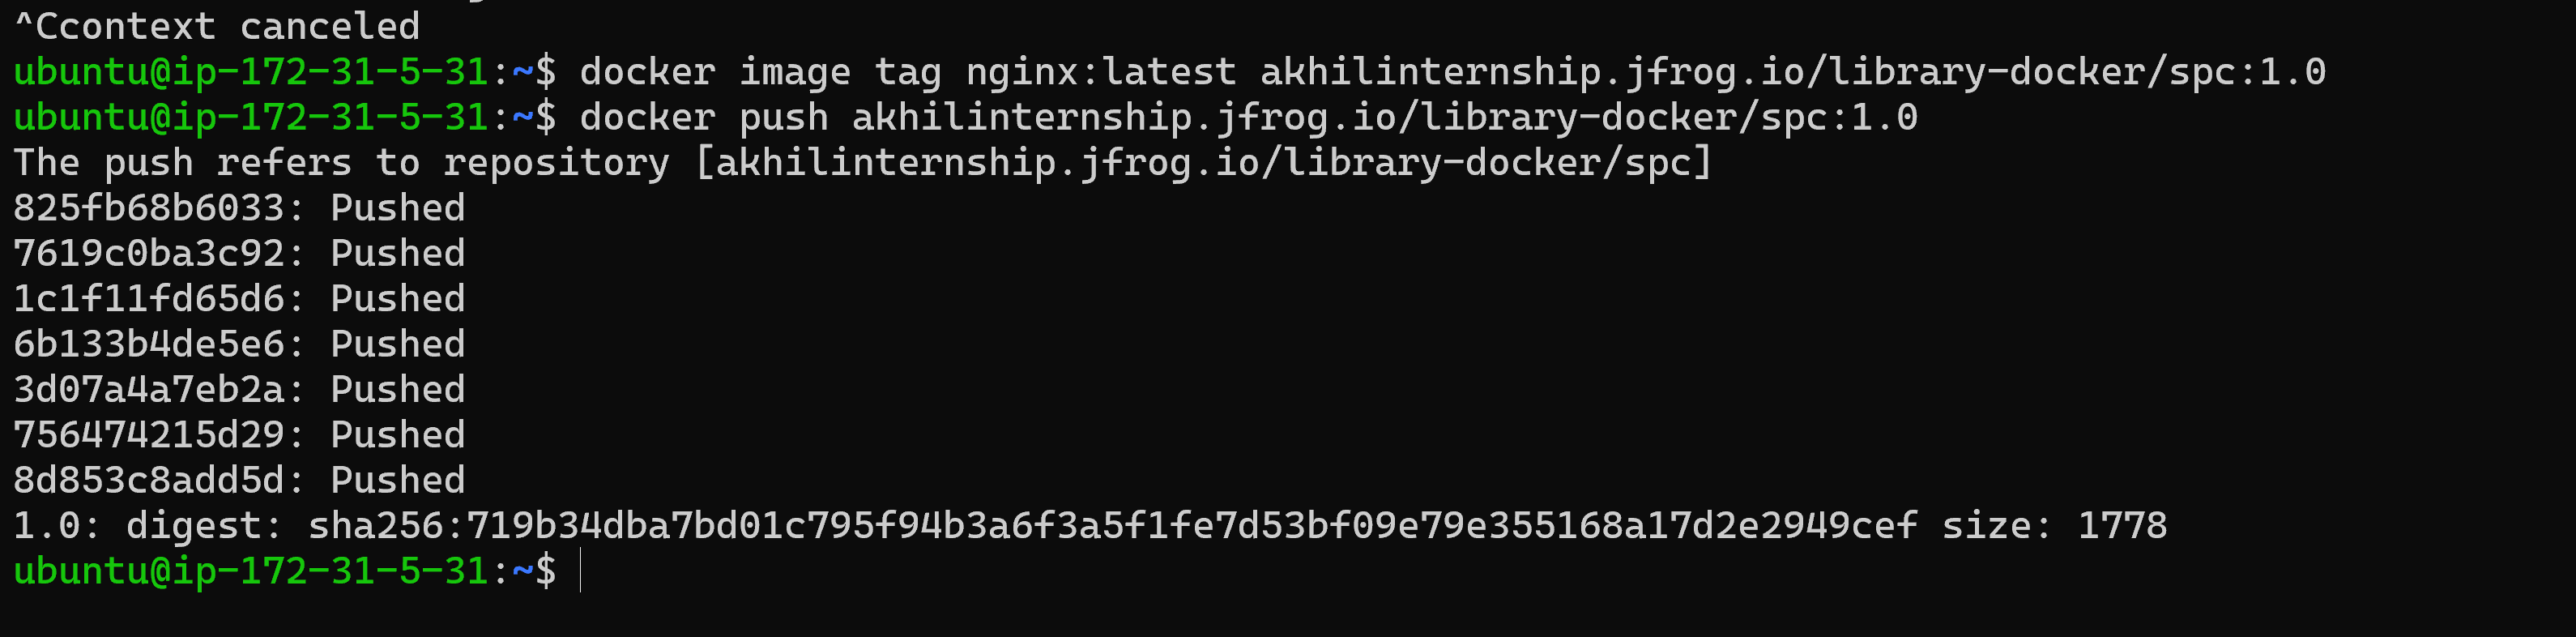 ^Ccontext canceled
ubuntu@ip-172-31-5-31:~$ docker image tag nginx:latest akhilinternship.jfrog.io/library-docker/spc:1.0
ubuntu@ip-172-31-5-31:~$ docker push akhilinternship.jfrog.io/library-docker/spc:1.0
The push refers to repository [akhilinternship.jfrog.io/library-docker/spc]
825fb68b6033: Pushed
7619c0ba3c92: Pushed
1c1f11fd65d6: Pushed
6b133b4de5e6: Pushed
3d07a4a7eb2a: Pushed
756474215d29: Pushed
8d853c8add5d: Pushed
1.0: digest: sha256:719b34dba7bd01c795f94b3a6f3a5f1fe7d53bf09e79e355168a17d2e2949cef size: 1778
ubuntu@ip-172-31-5-31:~$